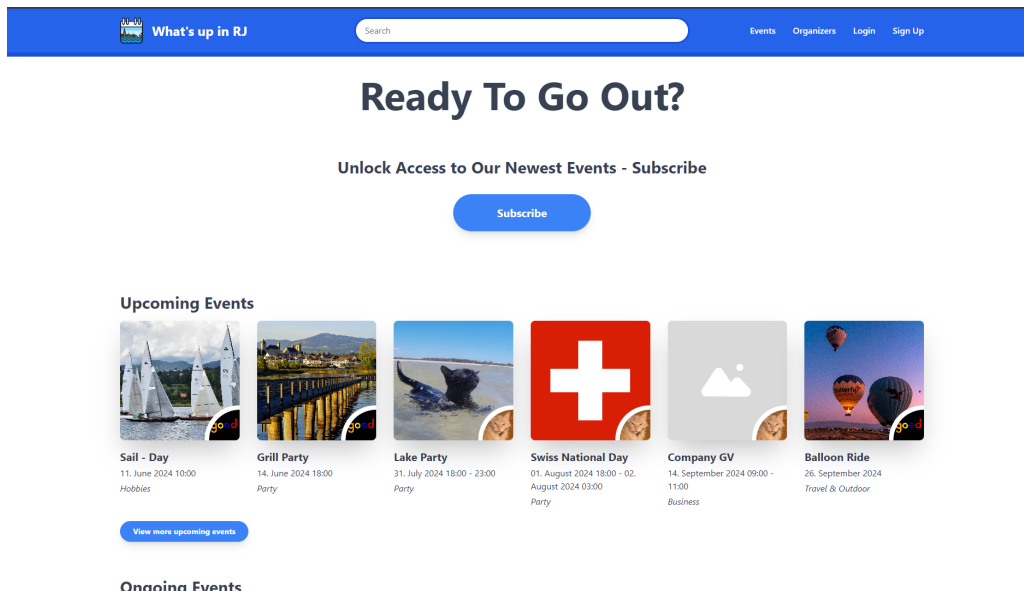 What's up in RJ
Search
Events
Organizers
Login
Sign Up
Ready To Go Out?
Unlock Access to Our Newest Events - Subscribe
Subscribe
Upcoming Events
good
Sail - Day
11. June 2024 10:00
Hobbies
good
Grill Party
14. June 2024 18:00
Party
Lake Party
31. July 2024 18:00 - 23:00
Party
Swiss National Day
01. August 2024 18:00 - 02.
August 2024 03:00
Party
Company GV
14. September 2024 09:00 -
11:00
Business
good
Balloon Ride
26. September 2024
Travel & Outdoor
View more upcoming events
Ongoing Events